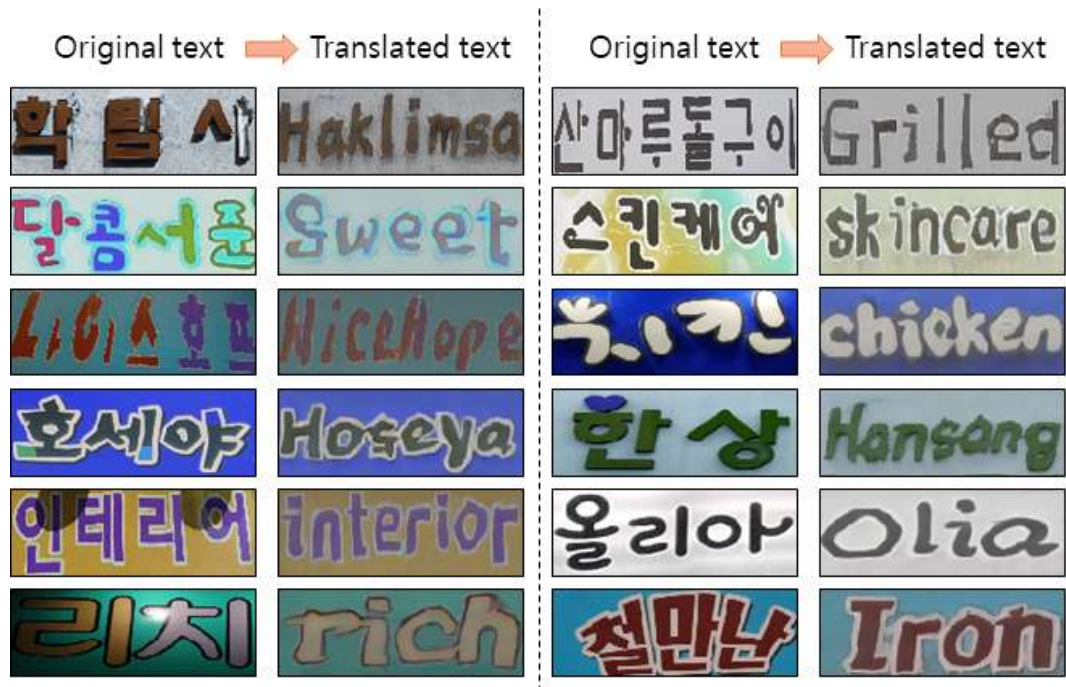 Original text Translated text
학림사 Haklimsa
달콤서준 Sweet
나이스호프 NiceHope
호세야 Hoseya
인테리어 interior
리치 rich
Original text Translated text
산마루돌구이 Grilled
스킨케어 skincare
치킨 chicken
한상 Hansang
올리아 Olia
철만난 Iron